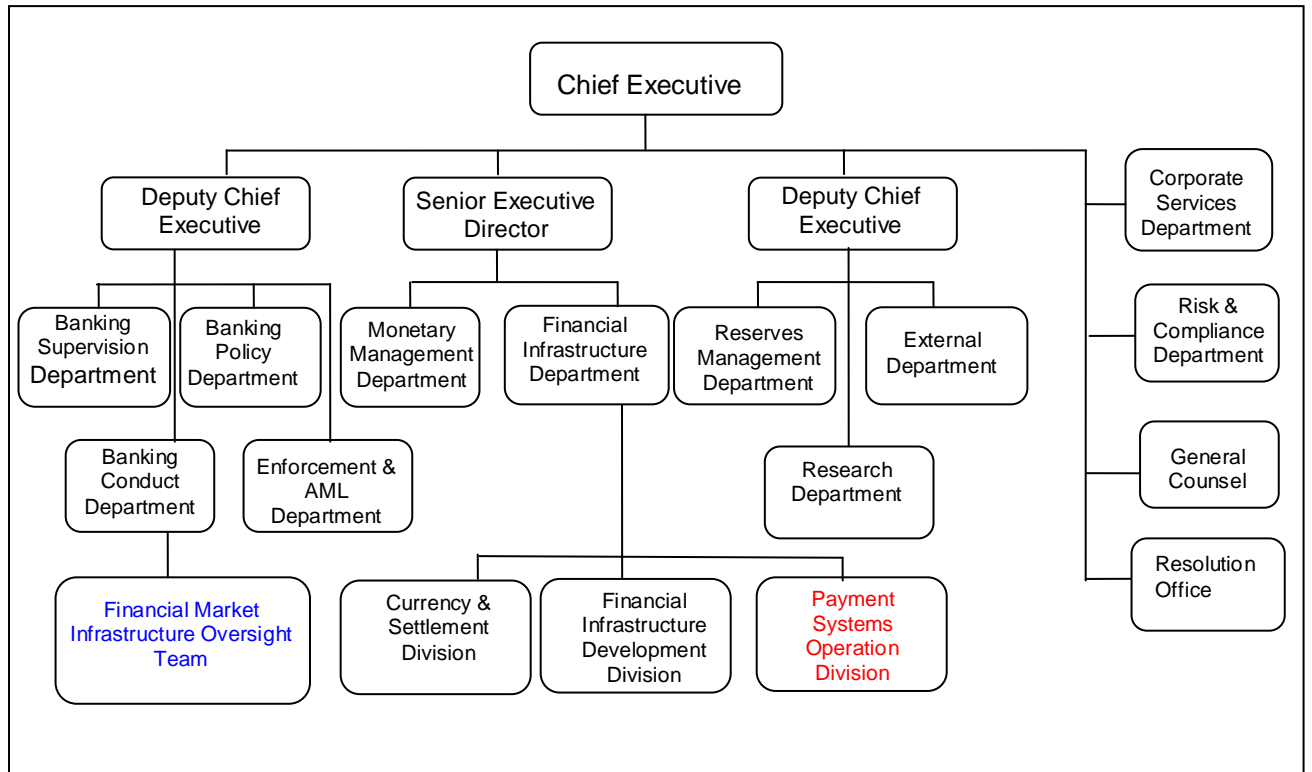 Chief Executive
Deputy Chief
Executive
Senior Executive
Director
Deputy Chief
Executive
Corporate
Services
Department
Banking
Supervision
Department
Banking
Policy
Department
Monetary
Management
Department
Financial
Infrastructure
Department
Reserves
Management
Department
External
Department
Risk &
Compliance
Department
Banking
Conduct
Department
Enforcement &
AML
Department
Research
Department
General
Counsel
Financial Market
Infrastructure Oversight
Team
Currency &
Settlement
Division
Financial
Infrastructure
Development
Division
Payment
Systems
Operation
Division
Resolution
Office